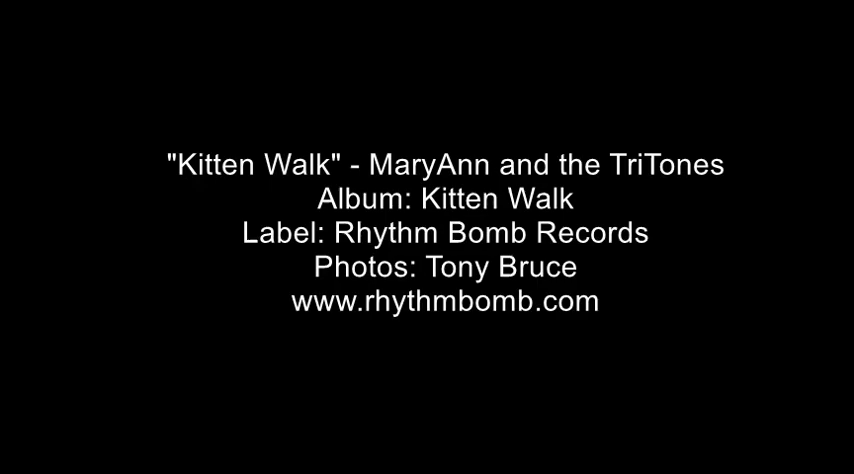 "Kitten Walk" - MaryAnn and the TriTones
Album: Kitten Walk
Label: Rhythm Bomb Records
Photos: Tony Bruce
www.rhythmbomb.com